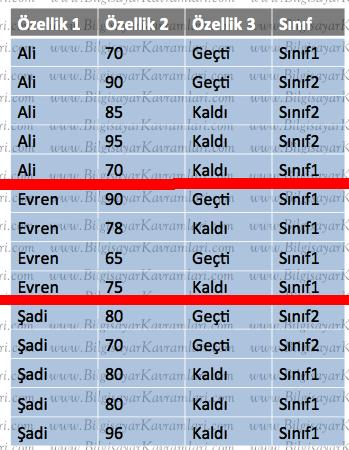 Özellik 1 Özellik 2 Özellik 3 Sınıf
Ali 70 Geçti Sınıf1
Ali 90 Geçti Sınıf2
Ali 85 Kaldı Sınıf2
Ali 95 Kaldı Sınıf2
Ali 70 Kaldı Sınıf1
Evren 90 Geçti Sınıf1
Evren 78 Kaldı Sınıf1
Evren 65 Geçti Sınıf1
Evren 75 Kaldı Sınıf1
Şadi 80 Geçti Sınıf2
Şadi 70 Geçti Sınıf2
Şadi 80 Kaldı Sınıf1
Şadi 80 Kaldı Sınıf1
Şadi 96 Kaldı Sınıf1
www.BilgisayarKavramlari.com